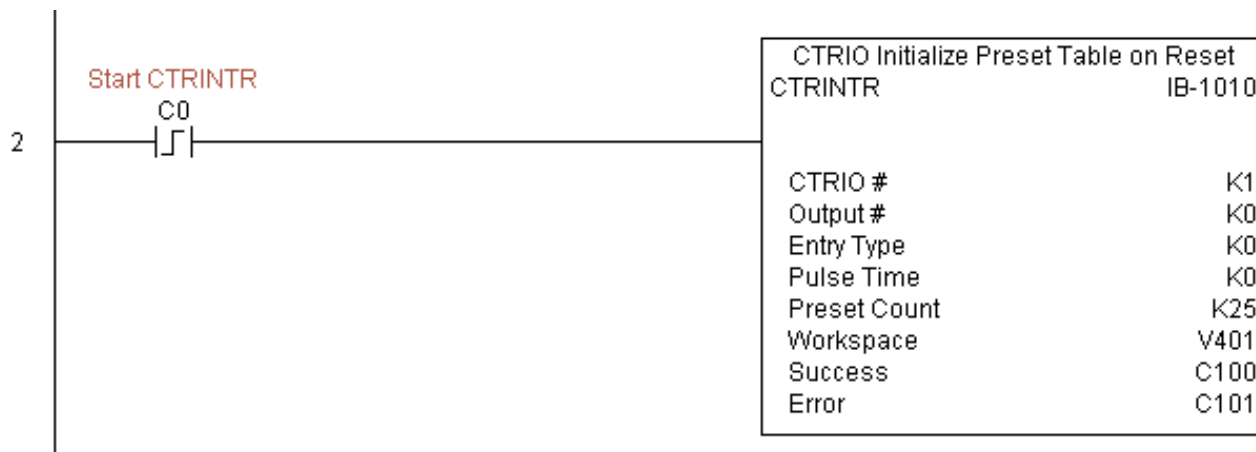 CTRIO Initialize Preset Table on Reset
CTRINTR IB-1010
Start CTRINTR
C0
2
CTRIO # K1
Output # K0
Entry Type K0
Pulse Time K0
Preset Count K25
Workspace V401
Success C100
Error C101